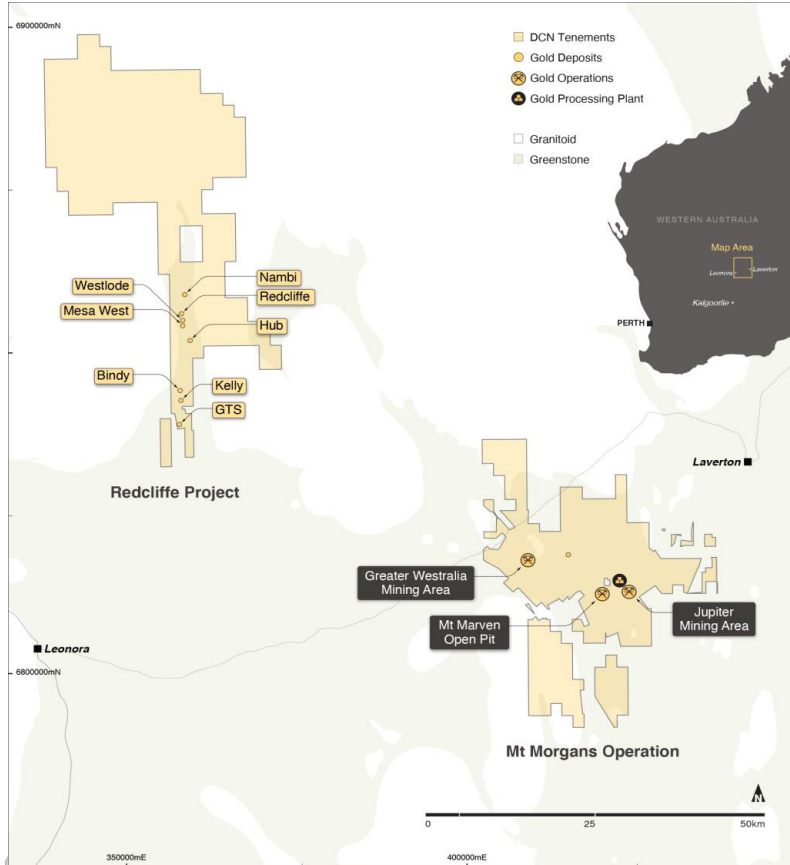 6900000mN
DCN Tenements
Gold Deposits
Gold Operations
Gold Processing Plant
Granitoid
Greenstone
WESTERN AUSTRALIA
Map Area
Leonora
Laverton
Kalgoorlie
PERTH
Nambi
Westlode
Redcliffe
Mesa West
Hub
Bindy
Kelly
GTS
Redcliffe Project
Laverton
Greater Westralia
Mining Area
Mt Marven
Open Pit
Jupiter
Mining Area
Leonora
6800000mN
Mt Morgans Operation
N
0
25
50km
350000mE
400000mE